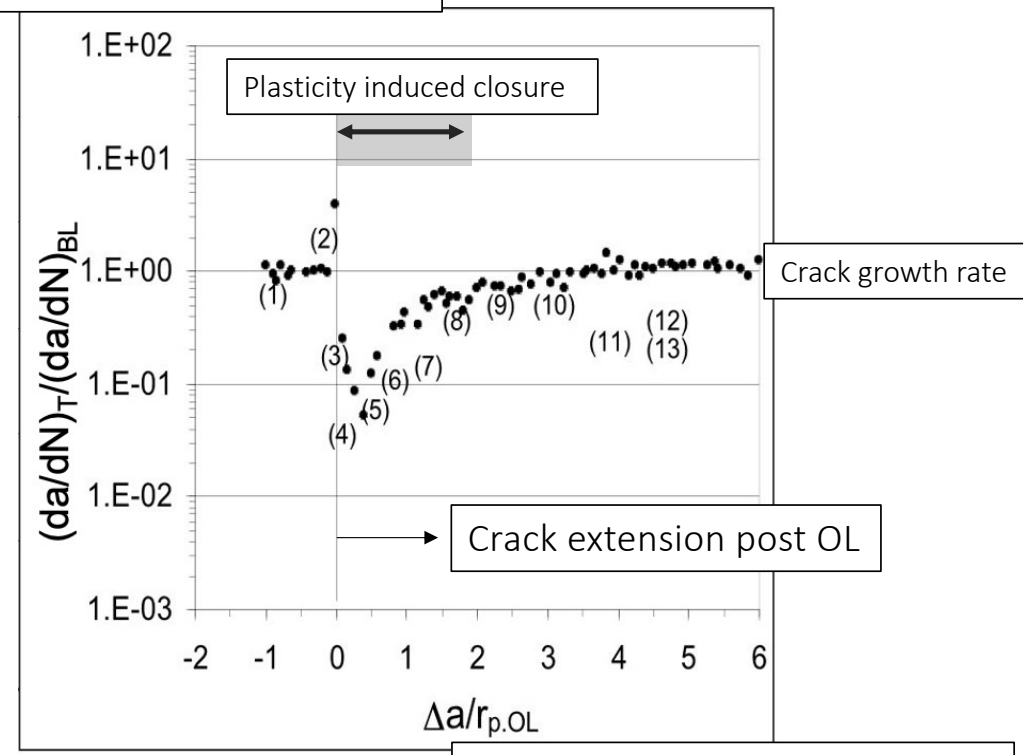 1.E+02
Plasticity induced closure
1.E+01
(2)
1.E+00
Crack growth rate
(1)
(9)
(10)
(8)
(12)
(3)
(11)
(13)
(7)
1.E-01
(6)
(5)
(4)
1.E-02
Crack extension post OL
1.E-03
-2 -1 0 1 2 3 4 5 6
Δa/rp.OL
(da/dN)T/(da/dN)BL